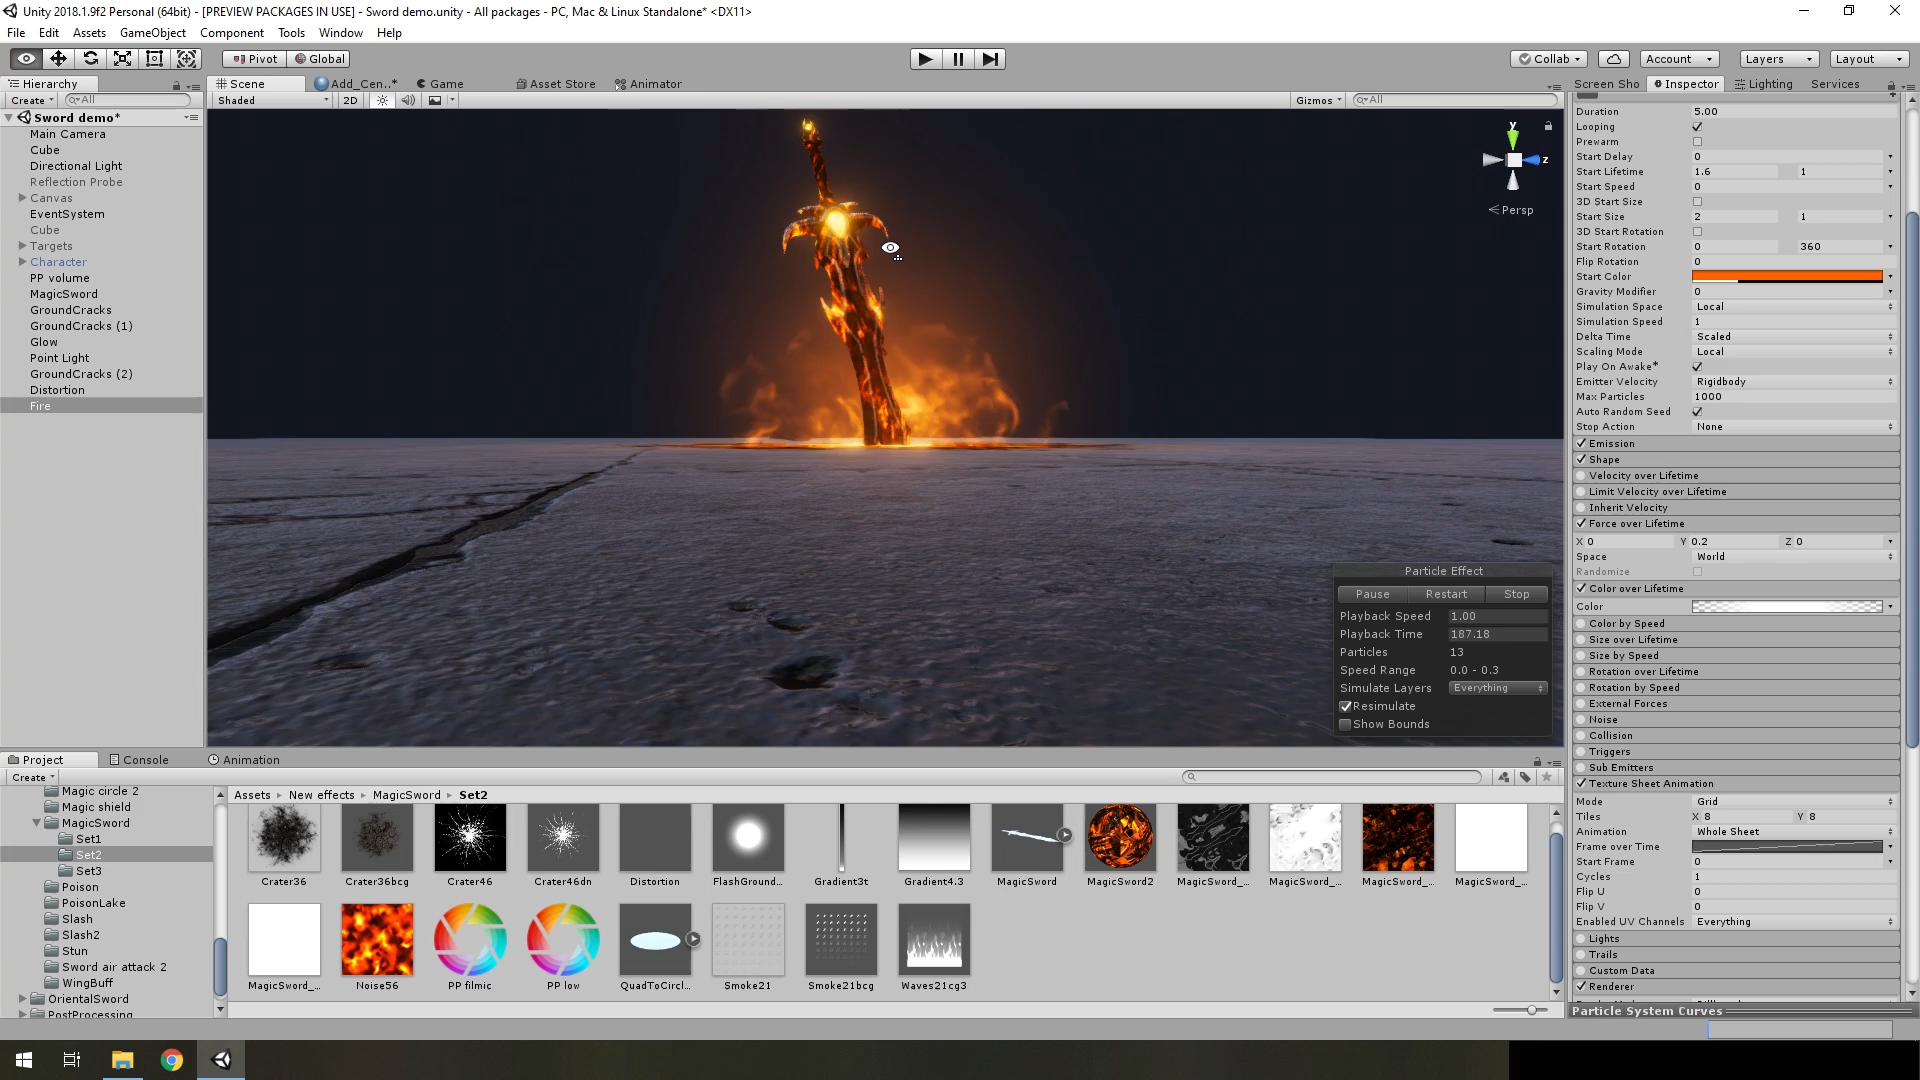 Unity 2018.1.9f2 Personal (64bit) - [PREVIEW PACKAGES IN USE] - Sword demo.unity - All packages - PC, Mac & Linux Standalone* <DX11>
File Edit Assets GameObject Component Tools Window Help
Pivot Global Collab Account Layers Layout
Hierarchy Scene Add_Cen..* Game Asset Store Animator Screen Sho Inspector Lighting Services
Create All Shaded 2D Gizmos All
Sword demo*
Main Camera
Cube
Directional Light
Reflection Probe
Canvas
EventSystem
Cube
Targets
Character
PP volume
MagicSword
GroundCracks
GroundCracks (1)
Glow
Point Light
GroundCracks (2)
Distortion
Fire
y
z
Persp
Particle Effect
Pause Restart Stop
Playback Speed 1.00
Playback Time 187.18
Particles 13
Speed Range 0.0 - 0.3
Simulate Layers Everything
Resimulate
Show Bounds
Duration 5.00
Looping
Prewarm
Start Delay 0
Start Lifetime 1.6 1
Start Speed 0
3D Start Size
Start Size 2 1
3D Start Rotation
Start Rotation 0 360
Flip Rotation 0
Start Color
Gravity Modifier 0
Simulation Space Local
Simulation Speed 1
Delta Time Scaled
Scaling Mode Local
Play On Awake*
Emitter Velocity Rigidbody
Max Particles 1000
Auto Random Seed
Stop Action None
Emission
Shape
Velocity over Lifetime
Limit Velocity over Lifetime
Inherit Velocity
Force over Lifetime
X 0 Y 0.2 Z 0
Space World
Randomize
Color over Lifetime
Color
Color by Speed
Size over Lifetime
Size by Speed
Rotation over Lifetime
Rotation by Speed
External Forces
Noise
Collision
Triggers
Sub Emitters
Texture Sheet Animation
Mode Grid
Tiles X 8 Y 8
Animation Whole Sheet
Frame over Time
Start Frame 0
Cycles 1
Flip U 0
Flip V 0
Enabled UV Channels Everything
Lights
Trails
Custom Data
Renderer
Particle System Curves
Project Console Animation
Create
Magic circle 2
Magic shield
MagicSword
Set1
Set2
Set3
Poison
PoisonLake
Slash
Slash2
Stun
Sword air attack 2
WingBuff
OrientalSword
PostProcessing
Assets New effects MagicSword Set2
Crater36 Crater36bcg Crater46 Crater46dn Distortion FlashGround... Gradient3t Gradient4.3 MagicSword MagicSword2 MagicSword_... MagicSword_... MagicSword_... MagicSword_...
MagicSword_... Noise56 PP filmic PP low QuadToCircl... Smoke21 Smoke21bcg Waves21cg3